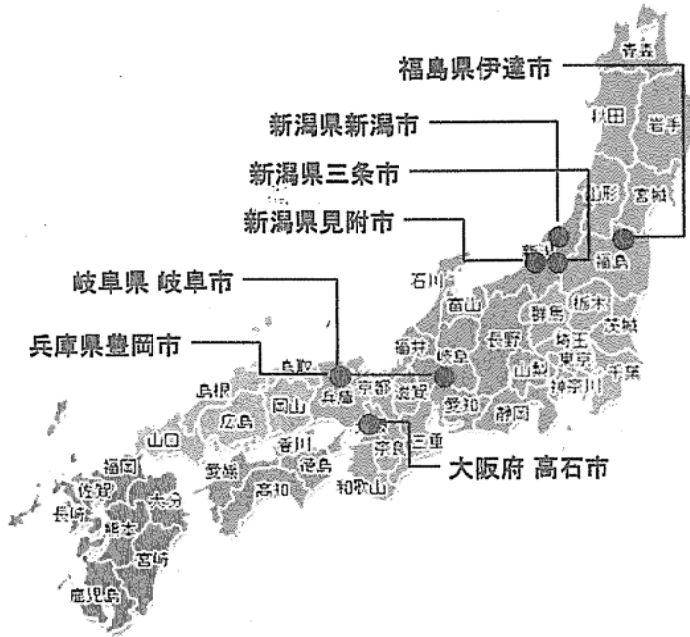 青森
福島県伊達市
秋田
岩手
新潟県新潟市
新潟県三条市
山形
宮城
新潟県見附市
福島
石川
岐阜県 岐阜市
富山
群馬
栃木
茨城
兵庫県豊岡市
福井
岐阜
長野
埼玉
東京
山梨
千葉
神奈川
鳥取
島根
兵庫
京都
滋賀
愛知
静岡
岡山
広島
山口
香川
奈良
三重
大阪府 高石市
福岡
愛媛
徳島
高知
和歌山
佐賀
大分
長崎
熊本
宮崎
鹿児島